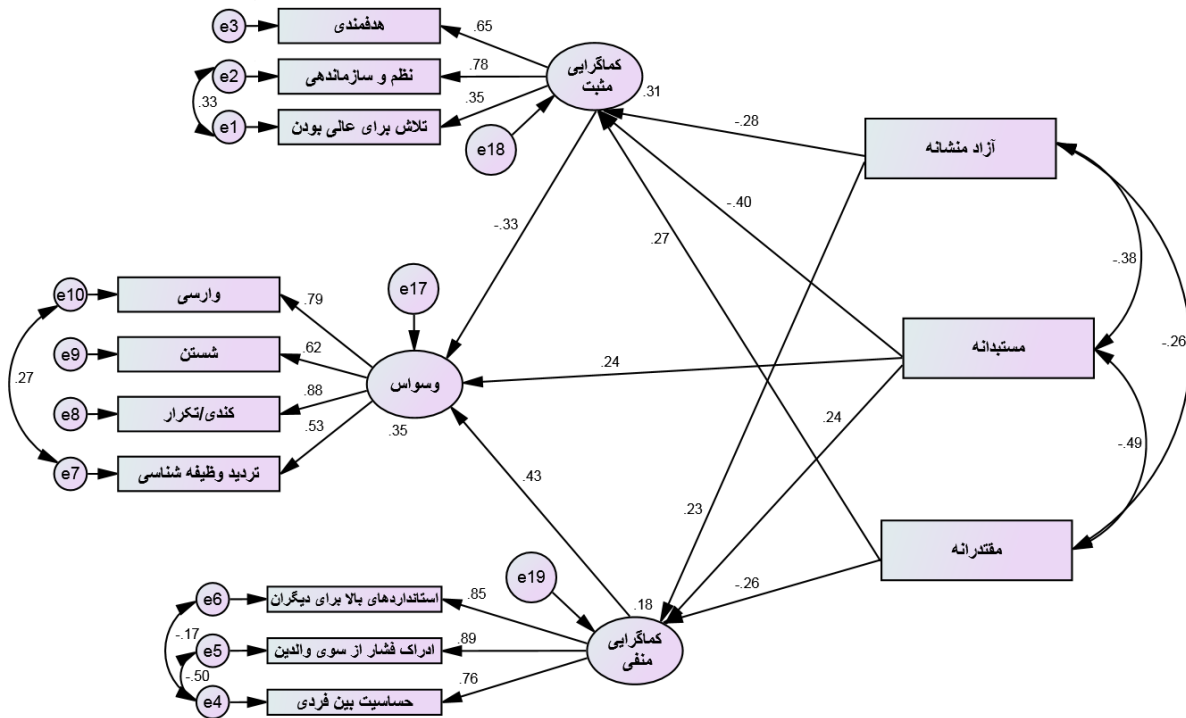 e3
هدفمندی
.65
e2
نظم و سازماندهی
.78
.33
e1
تلاش برای عالی بودن
.35
کماگرایی
مثبت
.31
e18
-.28
آزاد منشانه
-.40
.27
-.33
-.38
-.26
e10
وارسی
.79
e17
e9
شستن
.62
.27
e8
کندی/تکرار
.88
وسواس
.35
.24
مستبدانه
e7
تردید وظیفه شناسی
.53
.43
.24
-.49
.23
مقتدرانه
-.26
e19
.18
e6
استانداردهای بالا برای دیگران
.85
-.17
e5
ادراک فشار از سوی والدین
.89
کماگرایی
منفی
-.50
e4
حساسیت بین فردی
.76